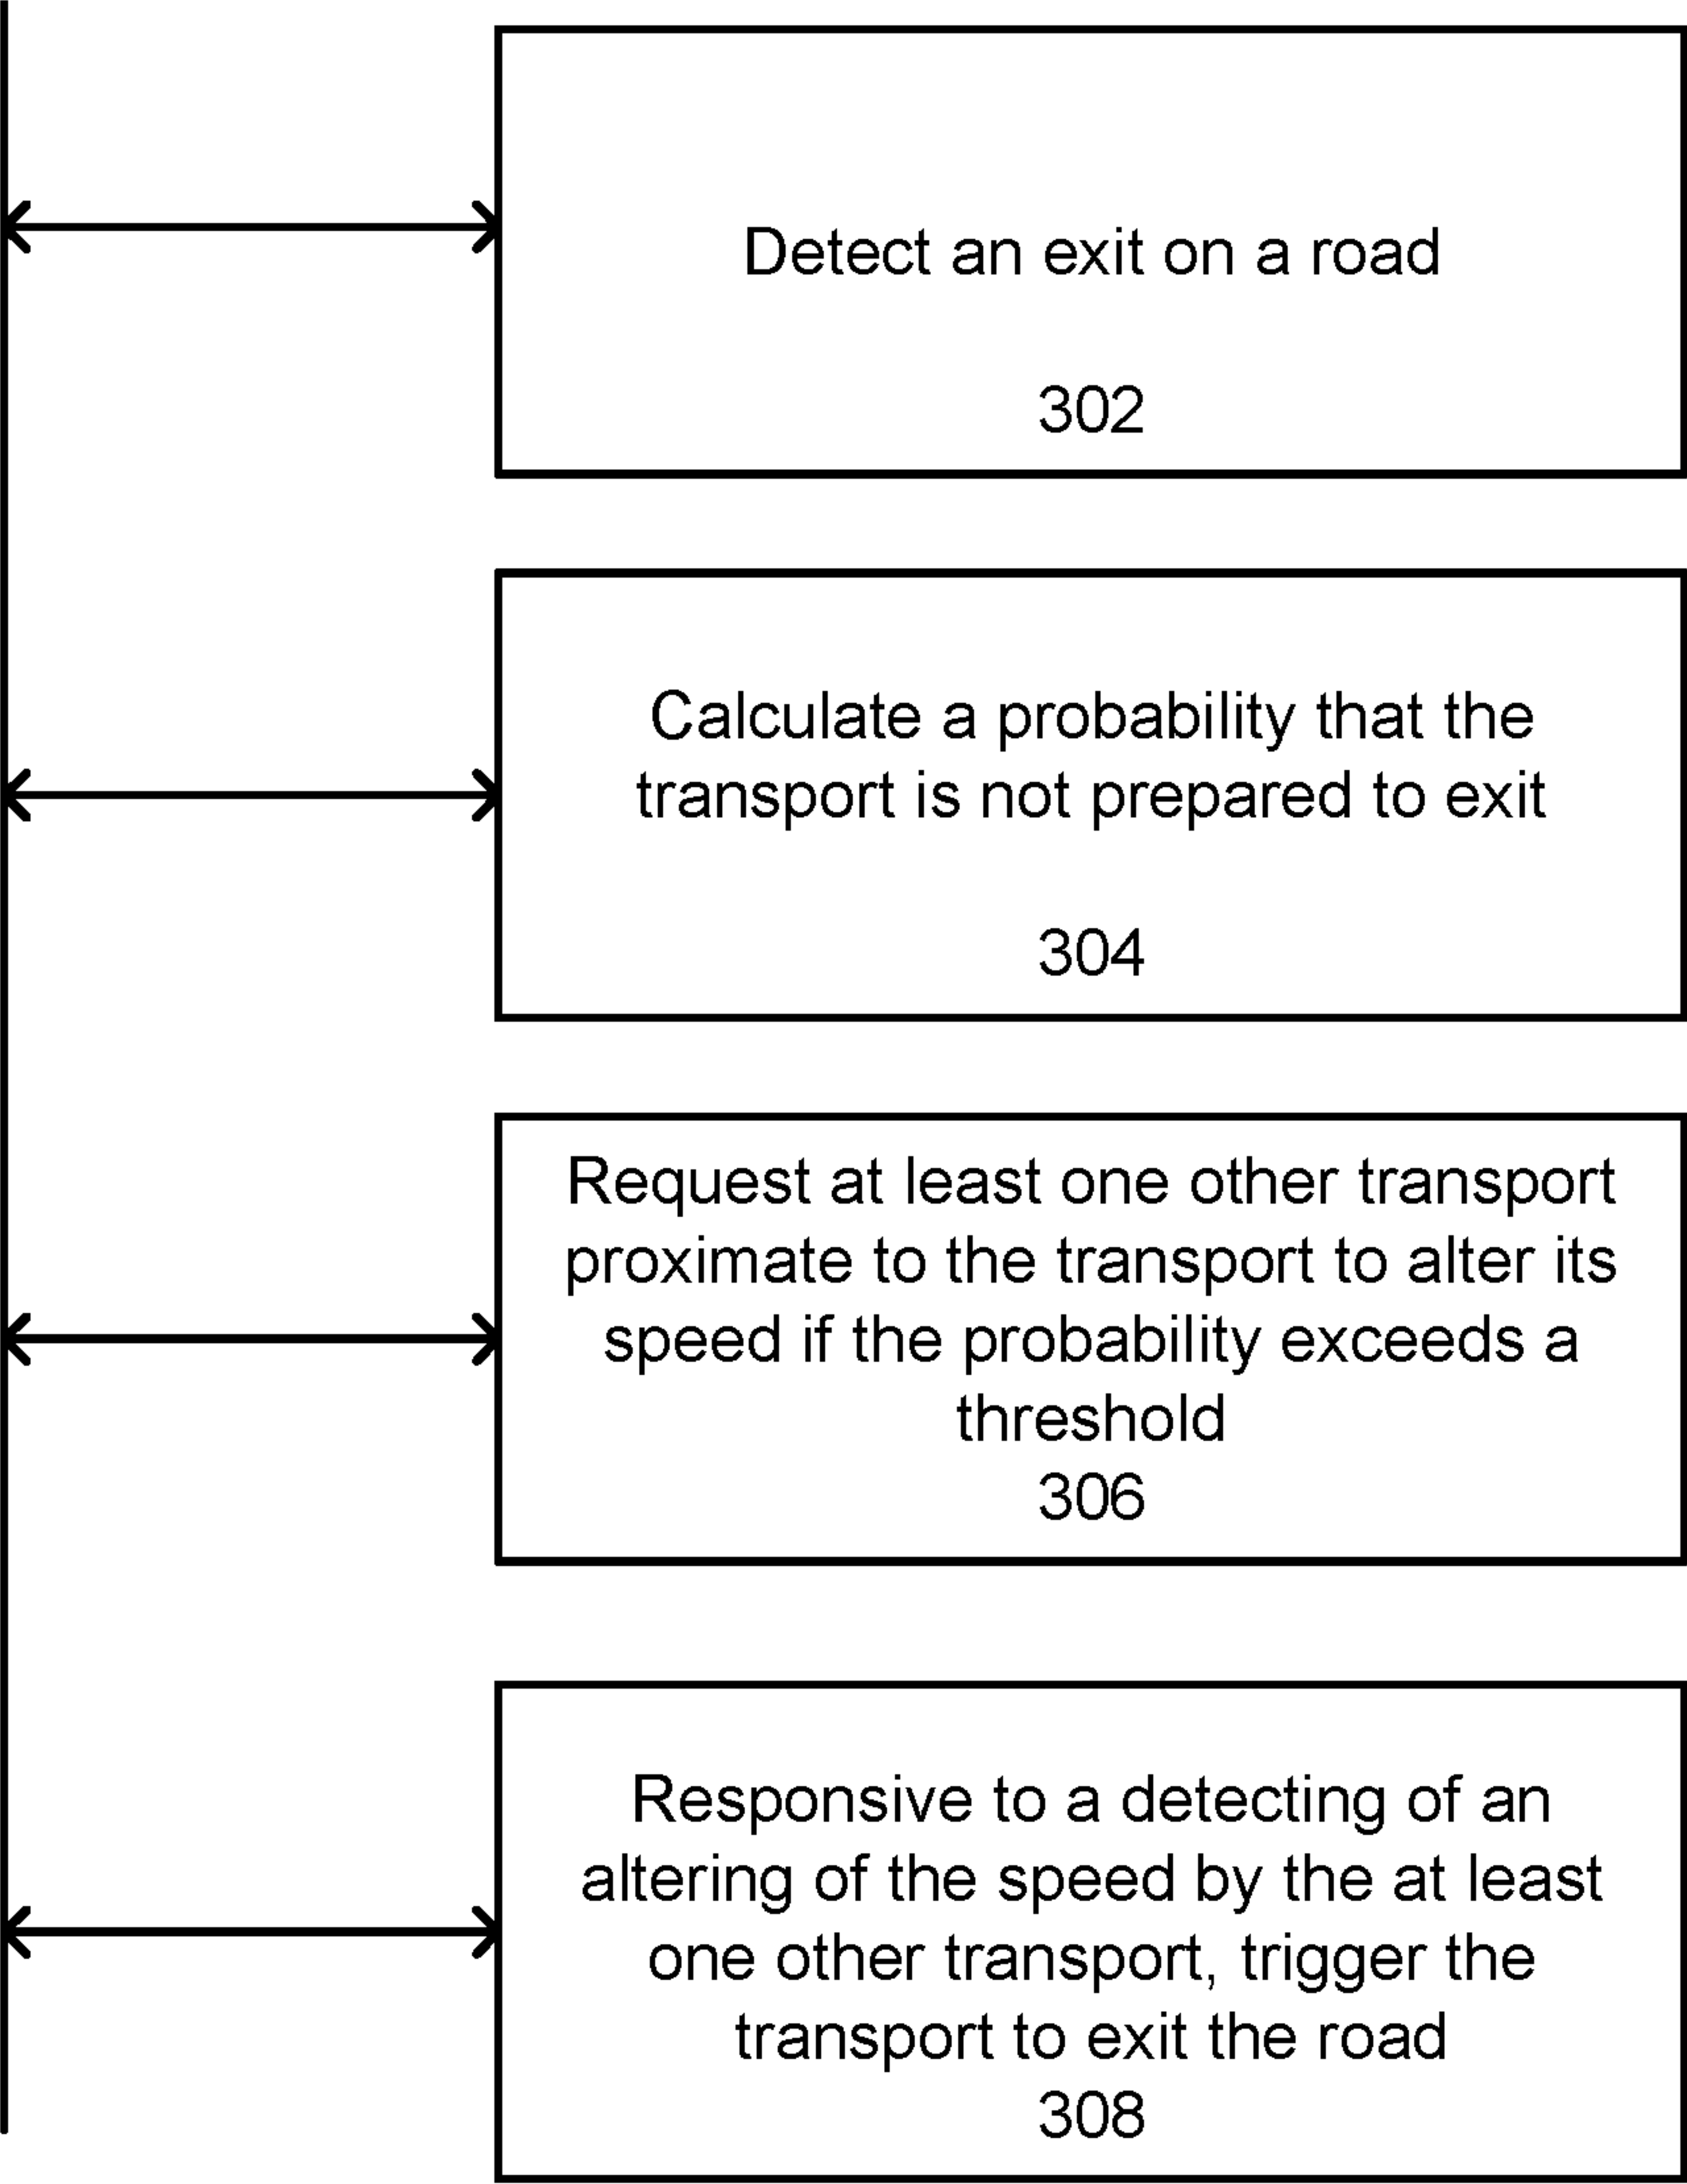 Detect an exit on a road
302
Calculate a probability that the
transport is not prepared to exit
304
Request at least one other transport
proximate to the transport to alter its
speed if the probability exceeds a
threshold
306
Responsive to a detecting of an
altering of the speed by the at least
one other transport, trigger the
transport to exit the road
308